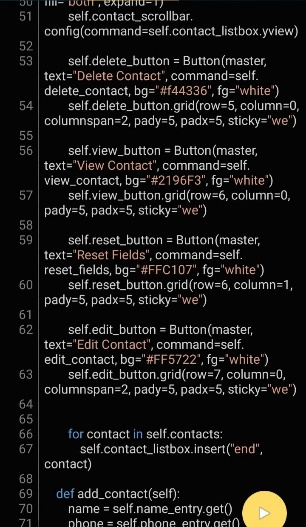 50
fill="both", expand=1)
51 self.contact_scrollbar.
config(command=self.contact_listbox.yview)
52
53 self.delete_button = Button(master,
text="Delete Contact", command=self.
delete_contact, bg="#f44336", fg="white")
54 self.delete_button.grid(row=5, column=0,
columnspan=2, pady=5, padx=5, sticky="we")
55
56 self.view_button = Button(master,
text="View Contact", command=self.
view_contact, bg="#2196F3", fg="white")
57 self.view_button.grid(row=6, column=0,
pady=5, padx=5, sticky="we")
58
59 self.reset_button = Button(master,
text="Reset Fields", command=self.
reset_fields, bg="#FFC107", fg="white")
60 self.reset_button.grid(row=6, column=1,
pady=5, padx=5, sticky="we")
61
62 self.edit_button = Button(master,
text="Edit Contact", command=self.
edit_contact, bg="#FF5722", fg="white")
63 self.edit_button.grid(row=7, column=0,
columnspan=2, pady=5, padx=5, sticky="we")
64
65
66 for contact in self.contacts:
67 self.contact_listbox.insert("end",
contact)
68
69 def add_contact(self):
70 name = self.name_entry.get()
71 phone = self.phone_entry.get()